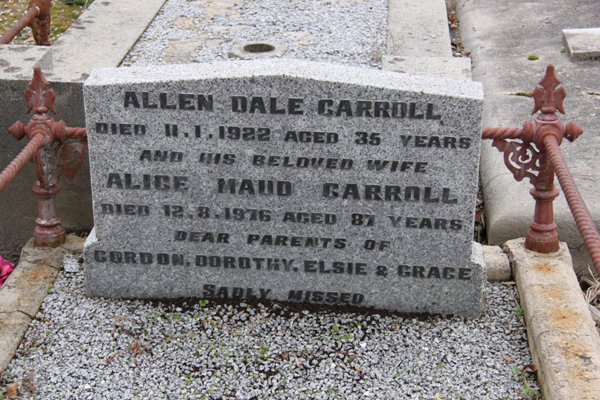 ALLEN DALE CARROLL
DIED 11.1.1922 AGED 35 YEARS
AND HIS BELOVED WIFE
ALICE MAUD CARROLL
DIED 12.8.1976 AGED 87 YEARS
DEAR PARENTS OF
GORDON, DOROTHY, ELSIE & GRACE
SADLY MISSED